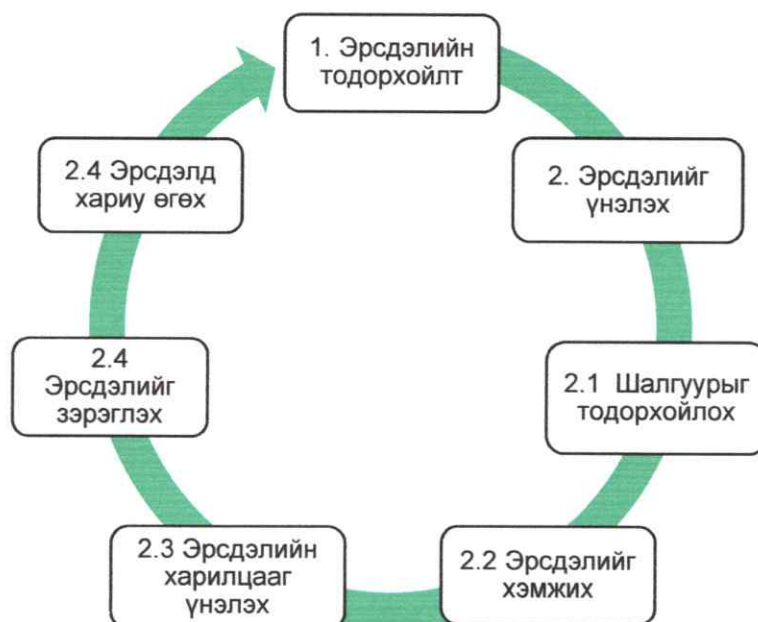 1. Эрсдэлийн
тодорхойлт
2. Эрсдэлийг
үнэлэх
2.1 Шалгуурыг
тодорхойлох
2.2 Эрсдэлийг
хэмжих
2.3 Эрсдэлийн
харилцааг
үнэлэх
2.4
Эрсдэлийг
зэрэглэх
2.4 Эрсдэлд
хариу өгөх